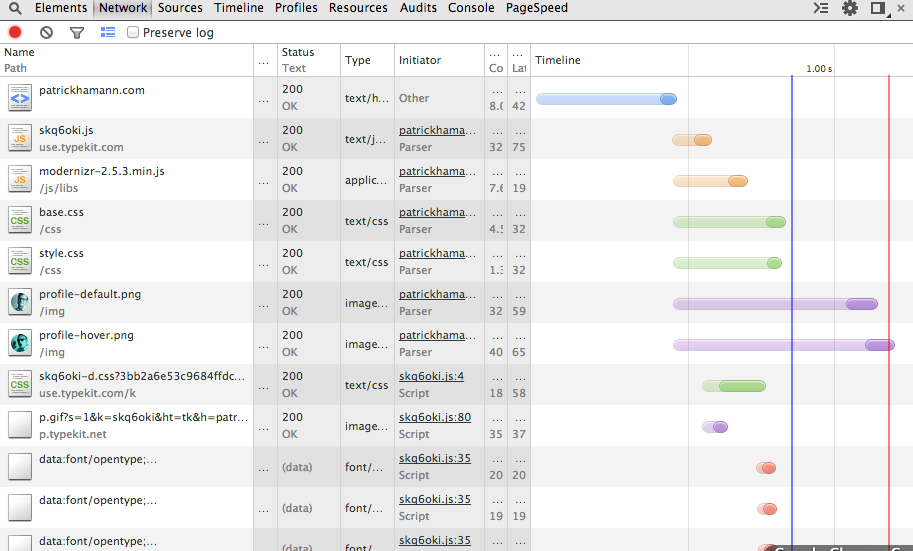 Elements Network Sources Timeline Profiles Resources Audits Console PageSpeed
Preserve log
Name Status Type Initiator ... ... Timeline
Path ... Text Co Lat
1.00 s
patrickhamann.com ... 200 text/h... Other ... ...
OK 8.0 42
skq6oki.js ... 200 text/j... patrickhama... ... ...
use.typekit.com OK Parser 32 75
modernizr-2.5.3.min.js ... 200 applic... patrickhama... ... ...
/js/libs OK Parser 7.6 19
base.css ... 200 text/css patrickhama... ... ...
/css OK Parser 4.5 32
style.css ... 200 text/css patrickhama... ... ...
/css OK Parser 1.3 32
profile-default.png ... 200 image... patrickhama... ... ...
/img OK Parser 32 59
profile-hover.png ... 200 image... patrickhama... ... ...
/img OK Parser 40 65
skq6oki-d.css?3bb2a6e53c9684ffdc... ... 200 text/css skq6oki.js:4 ... ...
use.typekit.com/k OK Script 18 58
p.gif?s=1&k=skq6oki&ht=tk&h=patr... ... 200 image... skq6oki.js:80 ... ...
p.typekit.net OK Script 35 37
data:font/opentype;... ... (data) font/... skq6oki.js:35 ... ...
Script 20 20
data:font/opentype;... ... (data) font/... skq6oki.js:35 ... ...
Script 19 19
data:font/opentype;... ... (data) font/... skq6oki.js:35 ... ...